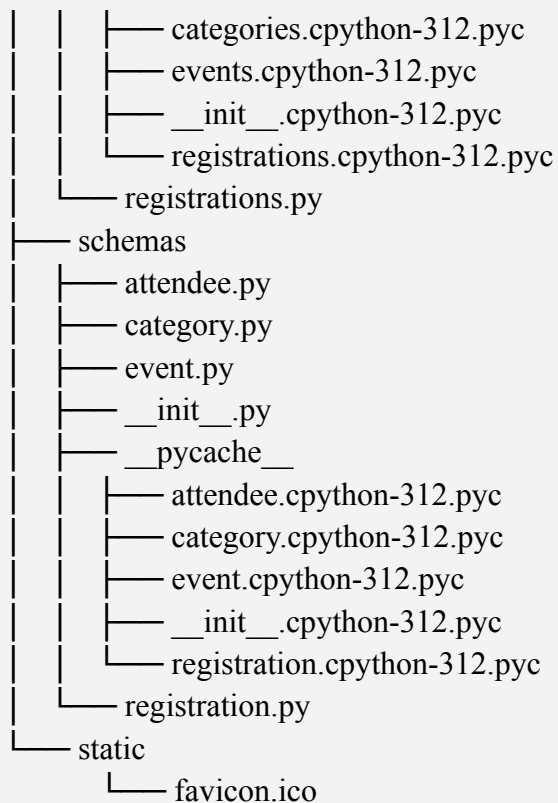 │ │ ├── categories.cpython-312.pyc
│ │ ├── events.cpython-312.pyc
│ │ ├── __init__.cpython-312.pyc
│ │ └── registrations.cpython-312.pyc
│ └── registrations.py
├── schemas
│ ├── attendee.py
│ ├── category.py
│ ├── event.py
│ ├── __init__.py
│ ├── __pycache__
│ │ ├── attendee.cpython-312.pyc
│ │ ├── category.cpython-312.pyc
│ │ ├── event.cpython-312.pyc
│ │ ├── __init__.cpython-312.pyc
│ │ └── registration.cpython-312.pyc
│ └── registration.py
└── static
└── favicon.ico